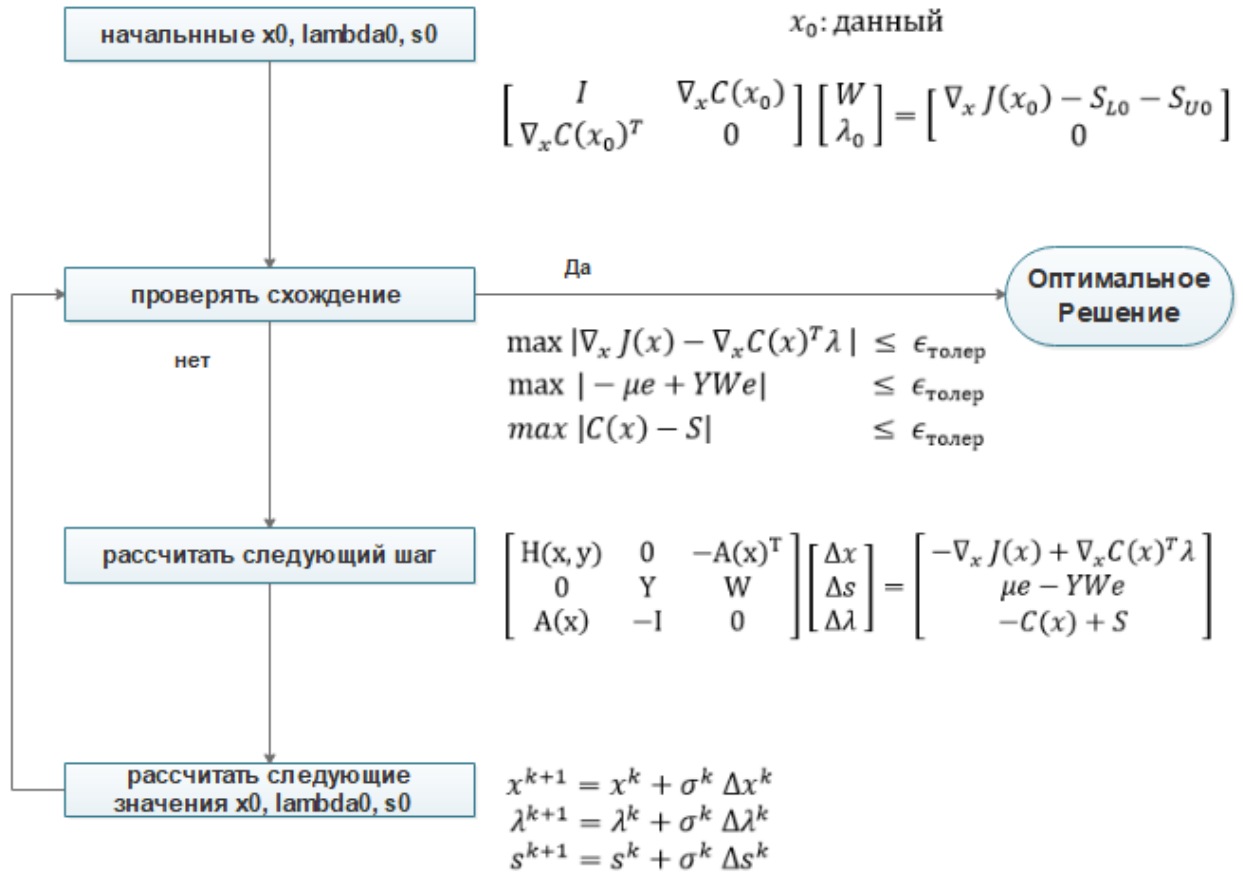 начальнные x0, lambda0, s0
x₀: данный
[I ∇ₓC(x₀); ∇ₓC(x₀)ᵀ 0] [W; λ₀] = [∇ₓ J(x₀) − S_L0 − S_U0; 0]
проверять схождение
Да
Оптимальное
Решение
нет
max |∇ₓ J(x) − ∇ₓC(x)ᵀλ | ≤ ϵ_толер
max | − μe + YWe| ≤ ϵ_толер
max |C(x) − S| ≤ ϵ_толер
рассчитать следующий шаг
[H(x, y) 0 −A(x)ᵀ; 0 Y W; A(x) −I 0] [Δx; Δs; Δλ] = [−∇ₓ J(x) + ∇ₓC(x)ᵀλ; μe − YWe; −C(x) + S]
рассчитать следующие
значения x0, lambda0, s0
xᵏ⁺¹ = xᵏ + σᵏ Δxᵏ
λᵏ⁺¹ = λᵏ + σᵏ Δλᵏ
sᵏ⁺¹ = sᵏ + σᵏ Δsᵏ